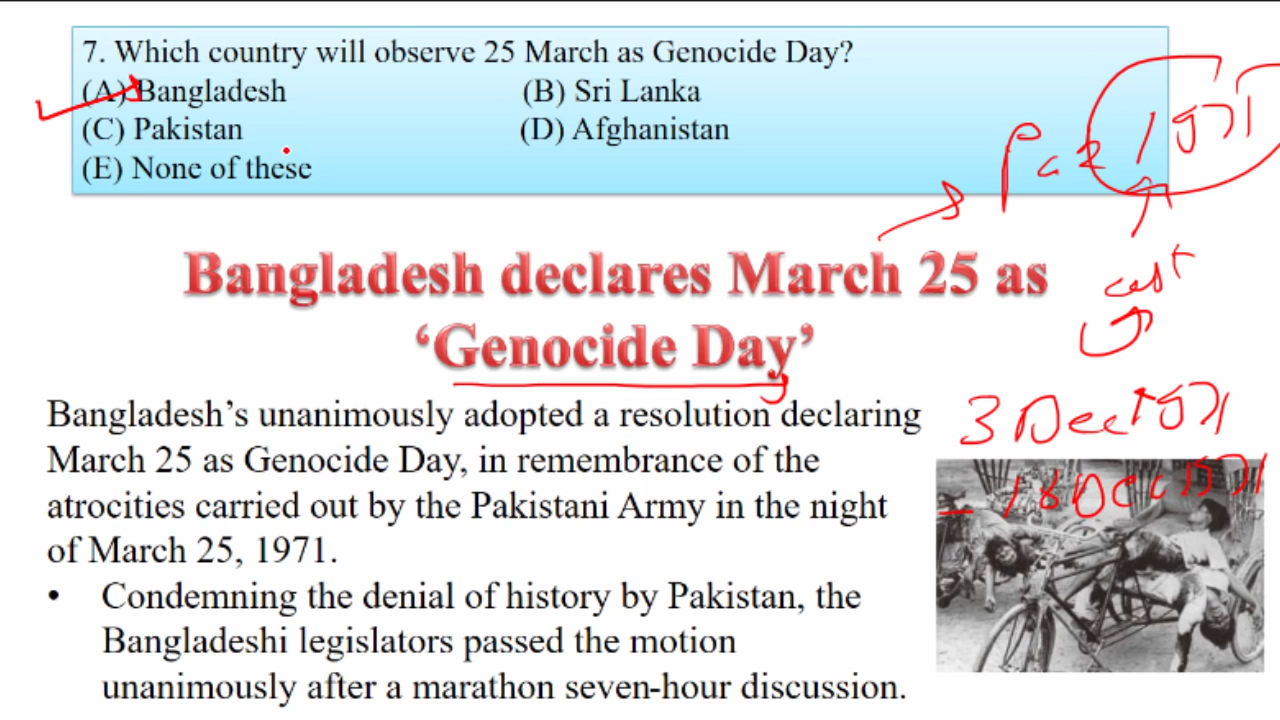 7. Which country will observe 25 March as Genocide Day?
(A) Bangladesh (B) Sri Lanka
(C) Pakistan (D) Afghanistan
(E) None of these
Pak 1971
Bangladesh declares March 25 as
‘Genocide Day’
3 Dec 1971
Bangladesh’s unanimously adopted a resolution declaring
March 25 as Genocide Day, in remembrance of the
atrocities carried out by the Pakistani Army in the night
of March 25, 1971.
• Condemning the denial of history by Pakistan, the
Bangladeshi legislators passed the motion
unanimously after a marathon seven-hour discussion.